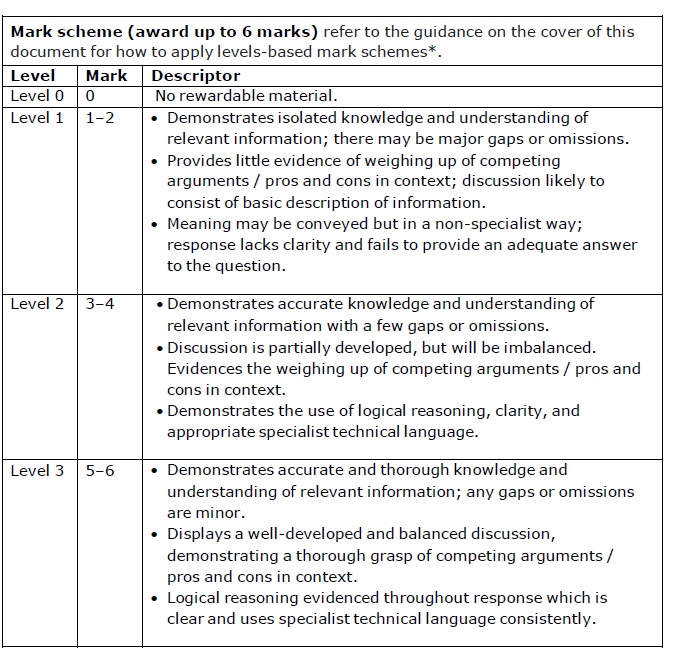 Mark scheme (award up to 6 marks) refer to the guidance on the cover of this
document for how to apply levels-based mark schemes*.
Level Mark Descriptor
Level 0 0 No rewardable material.
Level 1 1–2 • Demonstrates isolated knowledge and understanding of
relevant information; there may be major gaps or omissions.
• Provides little evidence of weighing up of competing
arguments / pros and cons in context; discussion likely to
consist of basic description of information.
• Meaning may be conveyed but in a non-specialist way;
response lacks clarity and fails to provide an adequate answer
to the question.
Level 2 3–4 • Demonstrates accurate knowledge and understanding of
relevant information with a few gaps or omissions.
• Discussion is partially developed, but will be imbalanced.
Evidences the weighing up of competing arguments / pros and
cons in context.
• Demonstrates the use of logical reasoning, clarity, and
appropriate specialist technical language.
Level 3 5–6 • Demonstrates accurate and thorough knowledge and
understanding of relevant information; any gaps or omissions
are minor.
• Displays a well-developed and balanced discussion,
demonstrating a thorough grasp of competing arguments /
pros and cons in context.
• Logical reasoning evidenced throughout response which is
clear and uses specialist technical language consistently.